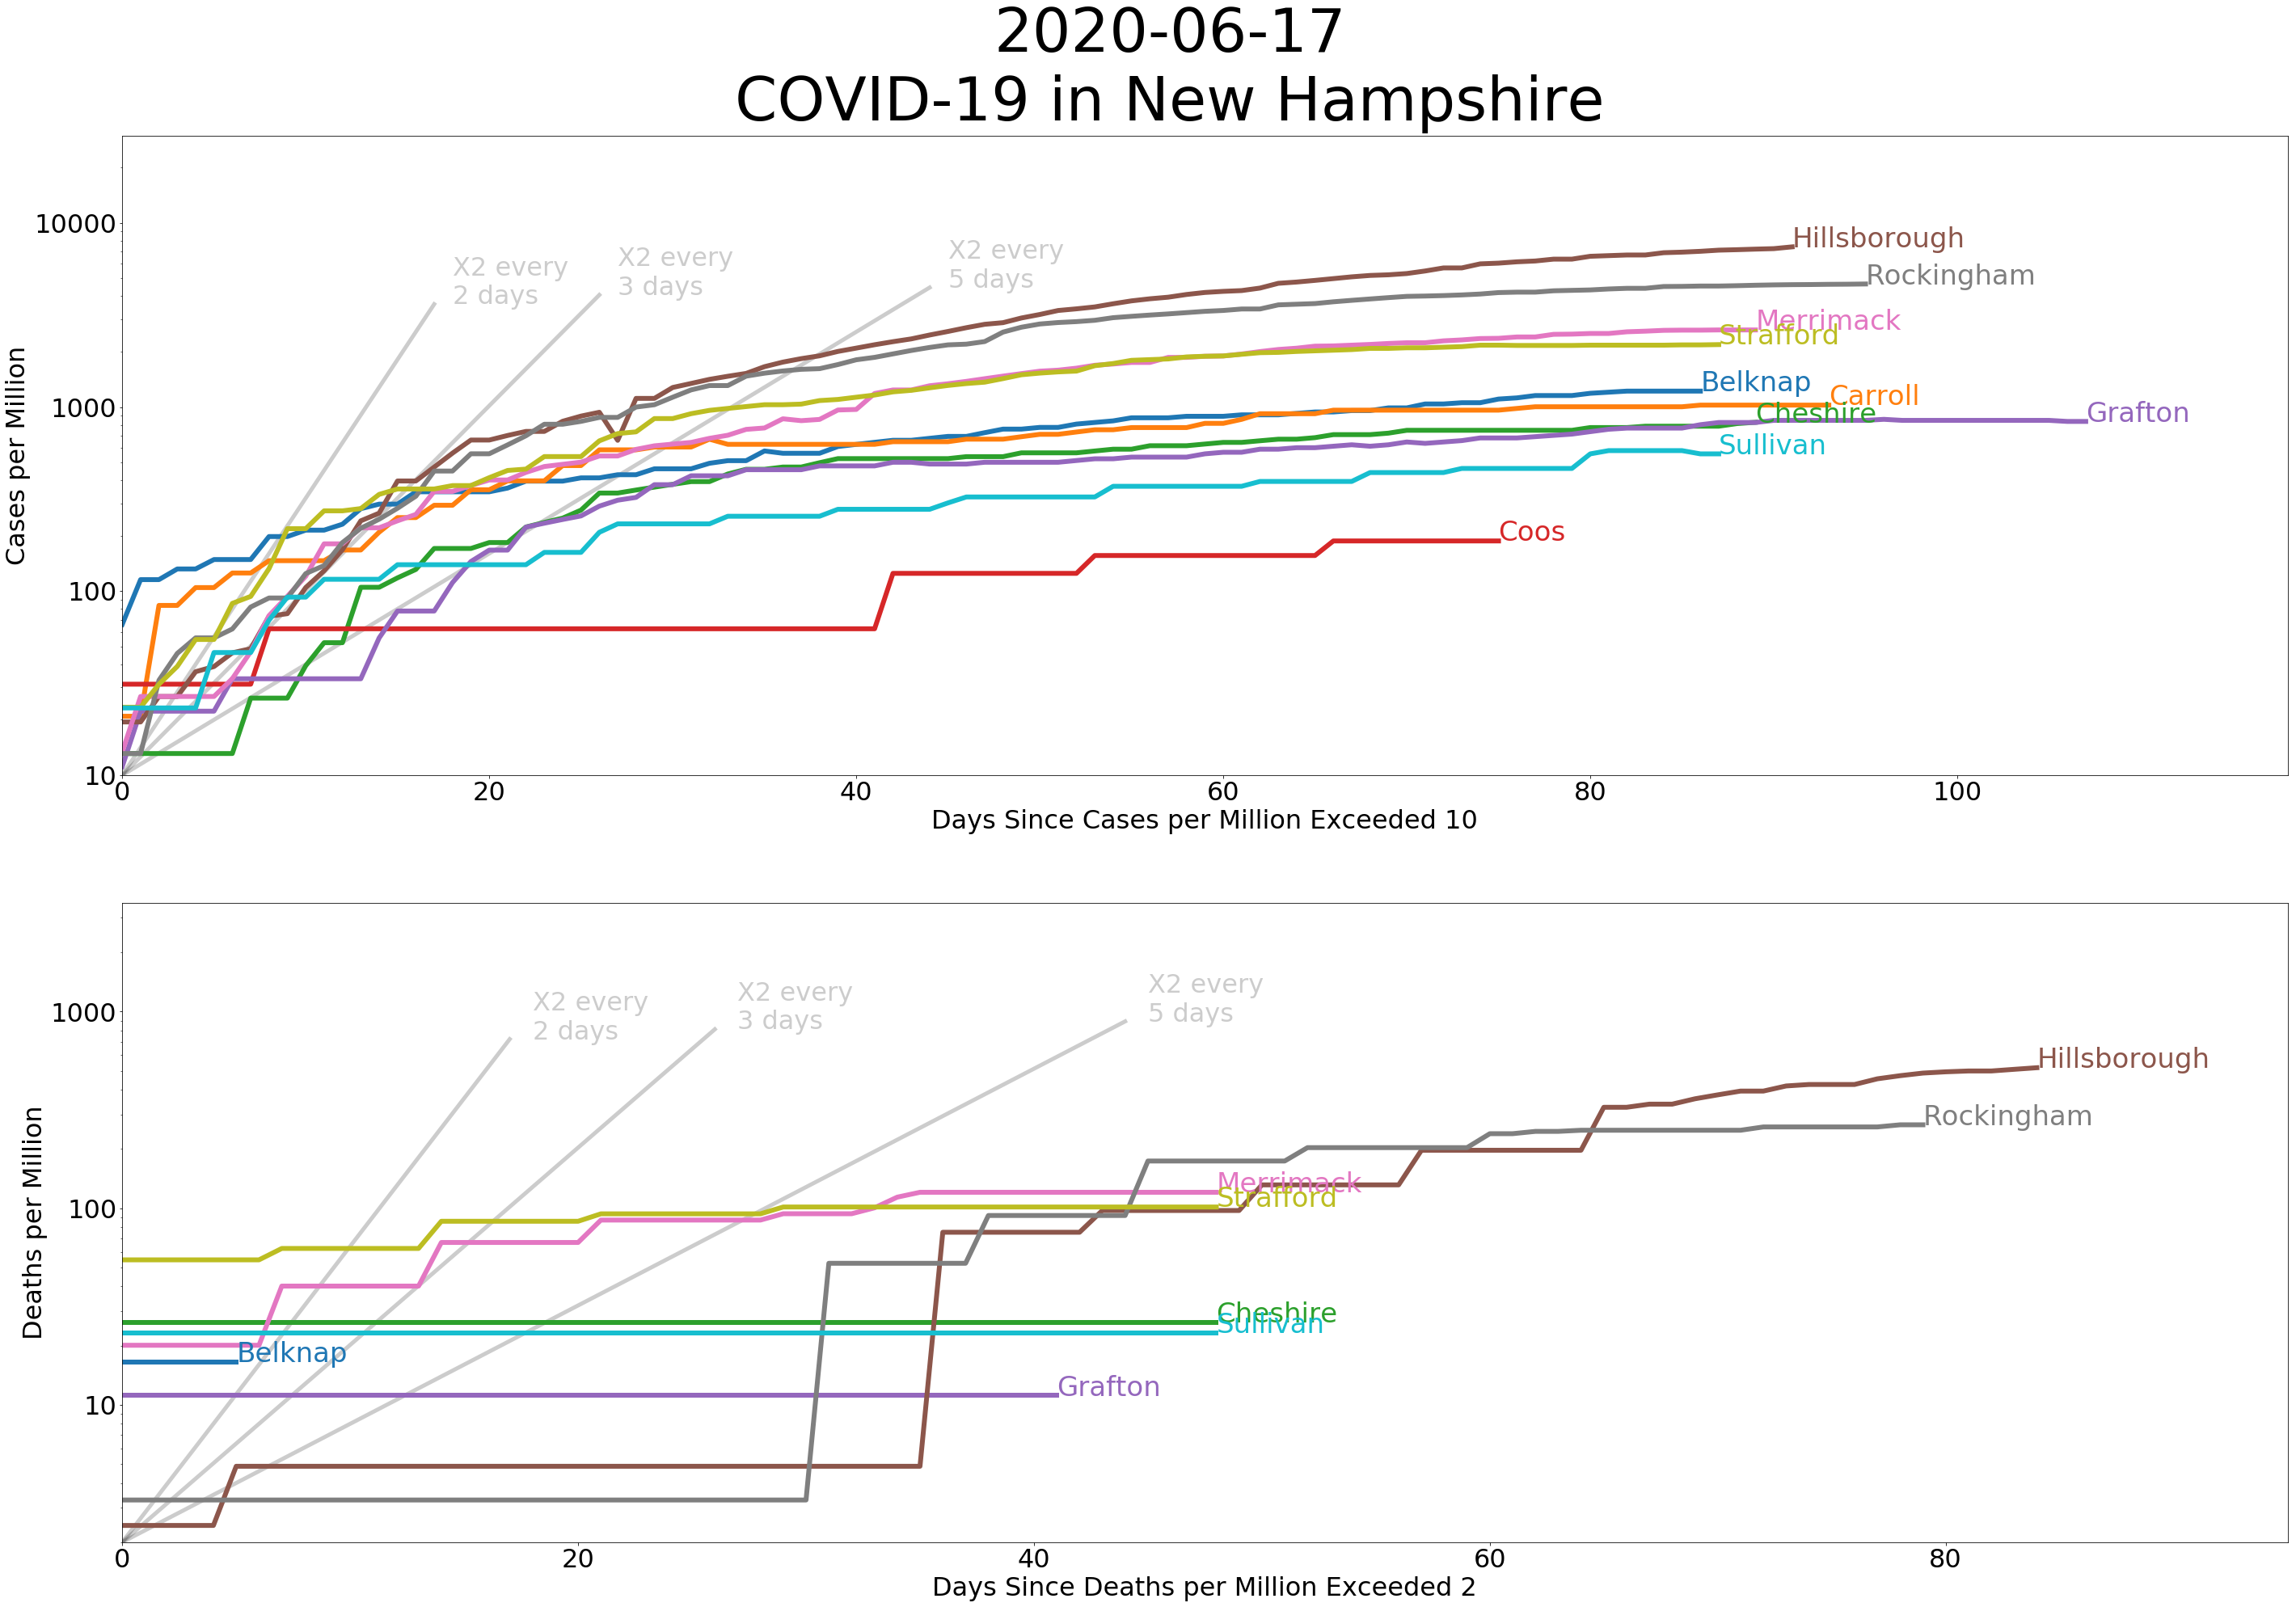 2020-06-17
COVID-19 in New Hampshire
Cases per Million
10000
1000
100
10
X2 every
2 days
X2 every
3 days
X2 every
5 days
Hillsborough
Rockingham
Merrimack
Strafford
Belknap
Carroll
Cheshire
Grafton
Sullivan
Coos
0
20
40
60
80
100
Days Since Cases per Million Exceeded 10
Deaths per Million
1000
100
10
X2 every
2 days
X2 every
3 days
X2 every
5 days
Hillsborough
Rockingham
Merrimack
Strafford
Cheshire
Sullivan
Belknap
Grafton
0
20
40
60
80
Days Since Deaths per Million Exceeded 2